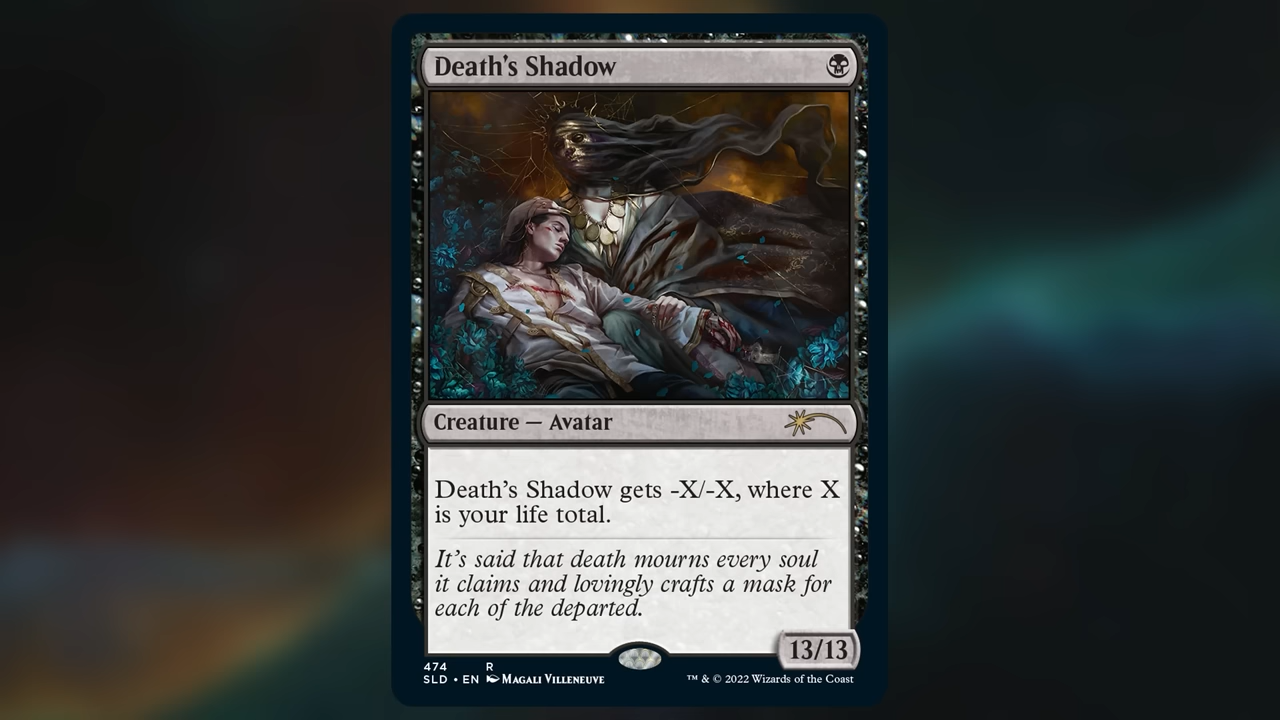 Death's Shadow
Creature — Avatar
Death's Shadow gets -X/-X, where X
is your life total.
It's said that death mourns every soul
it claims and lovingly crafts a mask for
each of the departed.
13/13
474 R
SLD • EN Magali Villeneuve
™ & © 2022 Wizards of the Coast